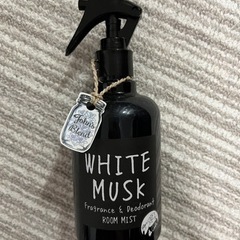 John's
Blend
WHITE
MUSK
Fragrance & Deodorant
ROOM MIST